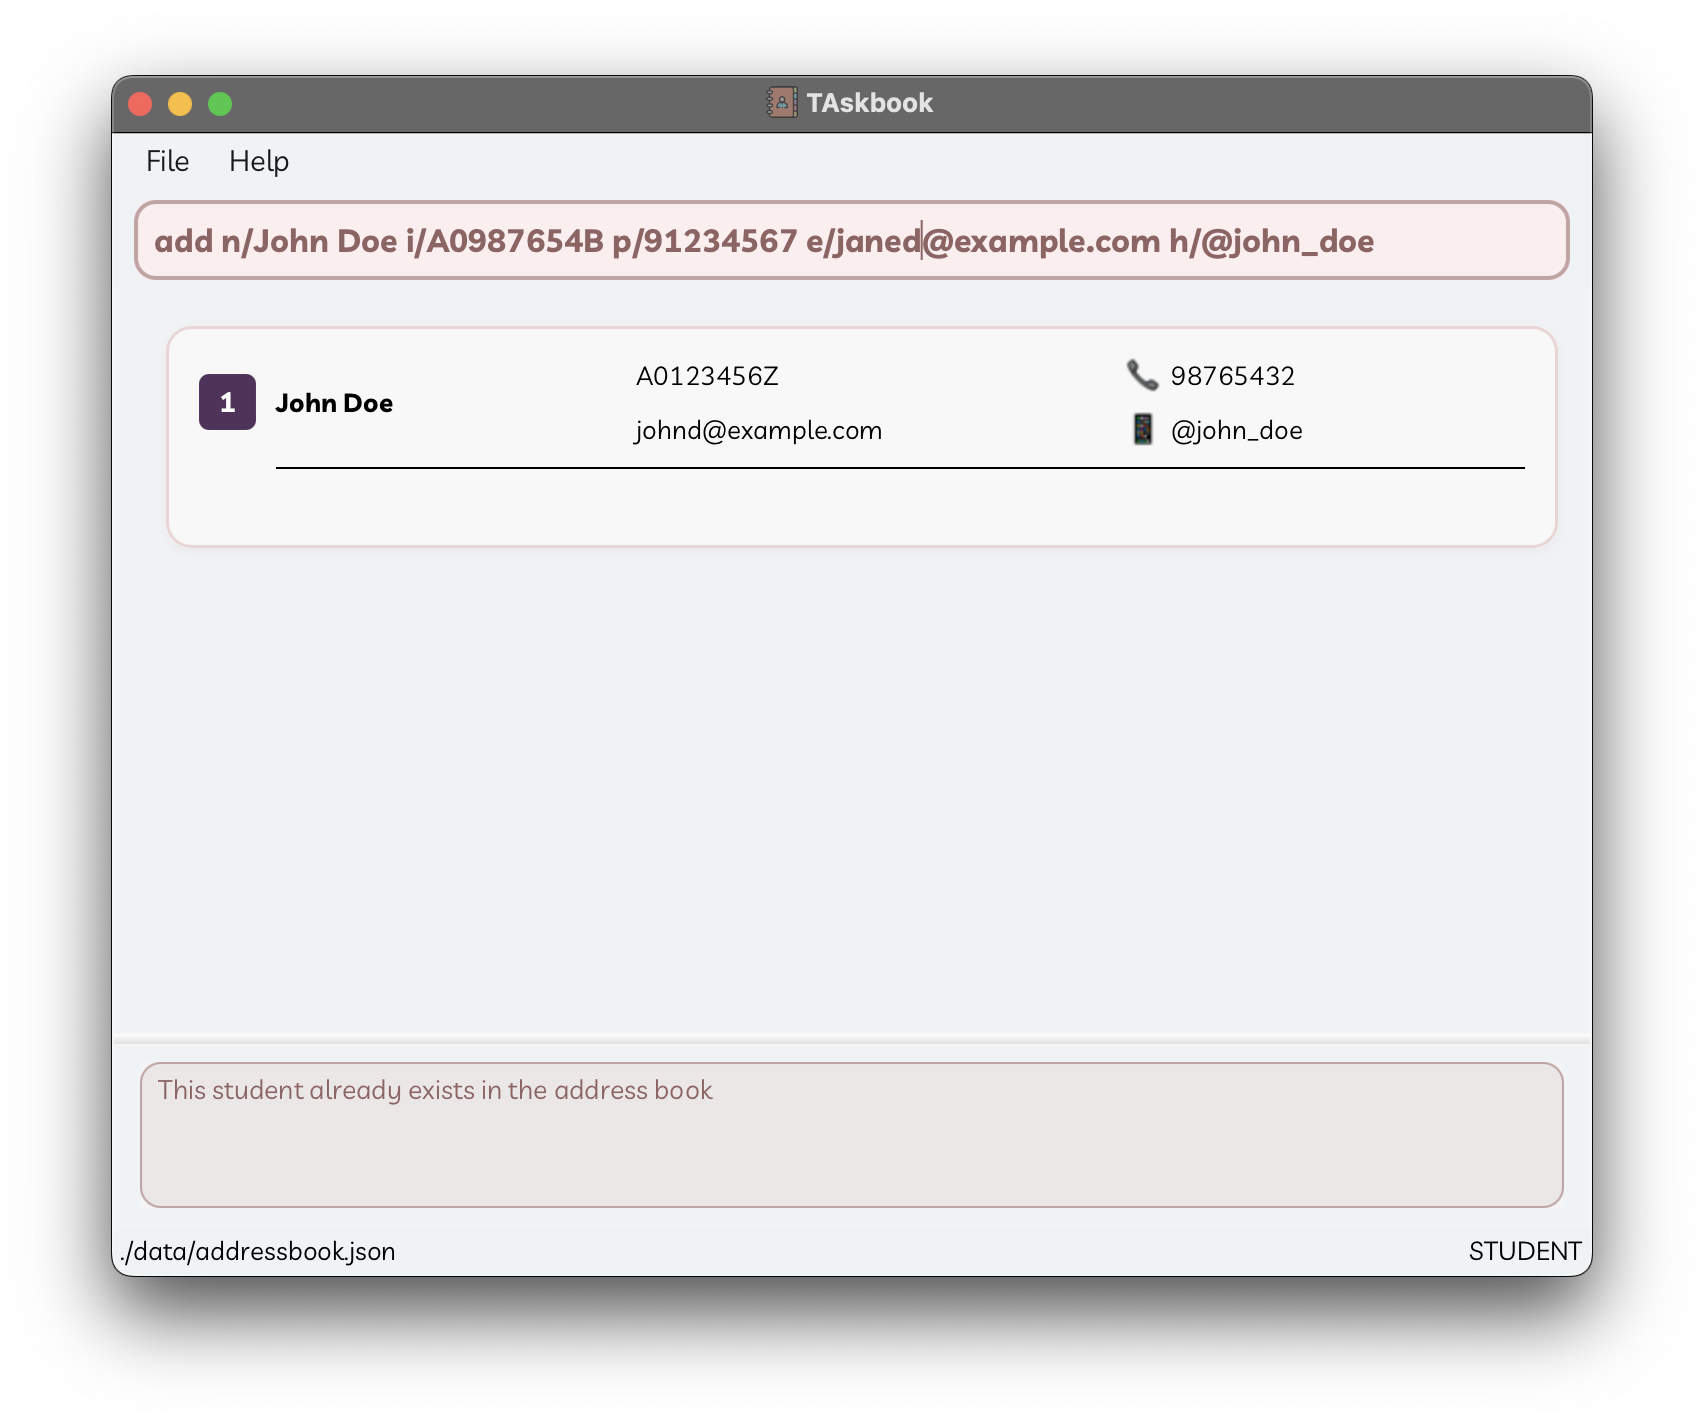 TAskbook
File Help
add n/John Doe i/A0987654B p/91234567 e/janed@example.com h/@john_doe
1 John Doe
A0123456Z
johnd@example.com
98765432
@john_doe
This student already exists in the address book
./data/addressbook.json STUDENT